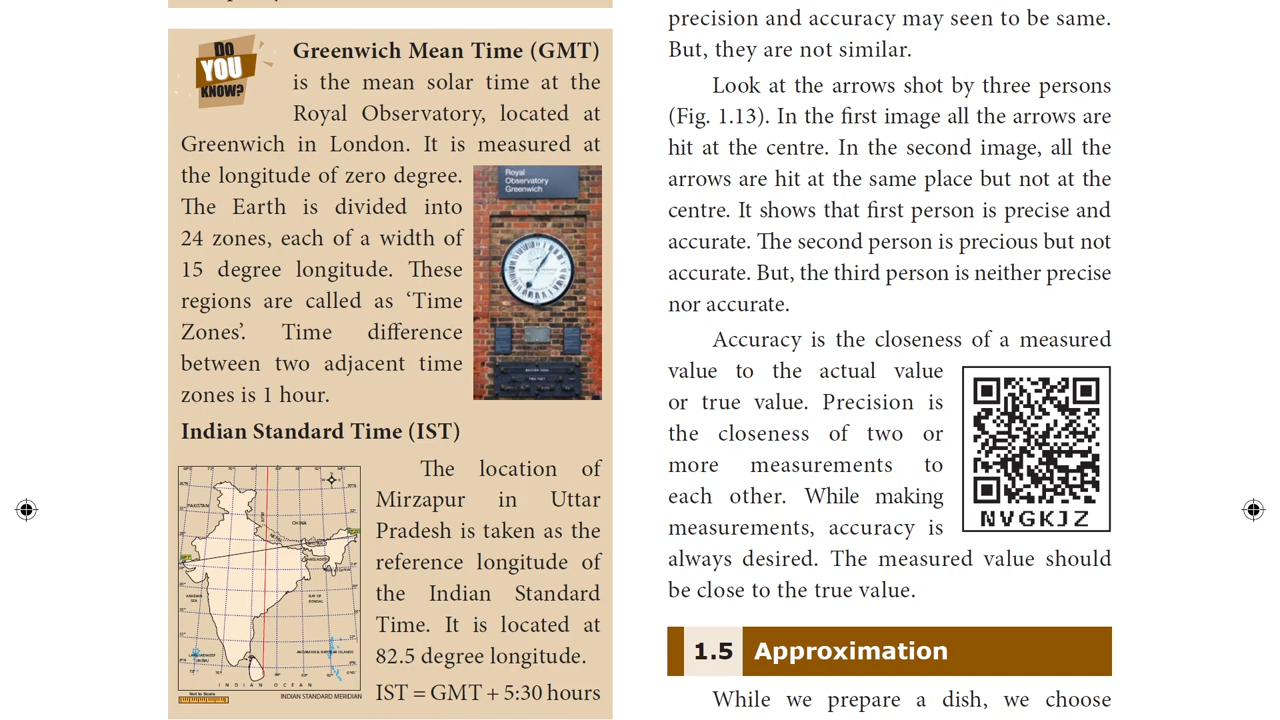 DO
YOU
KNOW?
Greenwich Mean Time (GMT)
is the mean solar time at the
Royal Observatory, located at
Greenwich in London. It is measured at
the longitude of zero degree.
The Earth is divided into
24 zones, each of a width of
15 degree longitude. These
regions are called as ‘Time
Zones’. Time difference
between two adjacent time
zones is 1 hour.
Royal
Observatory
Greenwich
Indian Standard Time (IST)
The location of
Mirzapur in Uttar
Pradesh is taken as the
reference longitude of
the Indian Standard
Time. It is located at
82.5 degree longitude.
IST = GMT + 5:30 hours
PAKISTAN
CHINA
ARABIAN
SEA
BAY OF
BENGAL
INDIAN OCEAN
Not to Scale
INDIAN STANDARD MERIDIAN
precision and accuracy may seen to be same.
But, they are not similar.
Look at the arrows shot by three persons
(Fig. 1.13). In the first image all the arrows are
hit at the centre. In the second image, all the
arrows are hit at the same place but not at the
centre. It shows that first person is precise and
accurate. The second person is precious but not
accurate. But, the third person is neither precise
nor accurate.
Accuracy is the closeness of a measured
value to the actual value
or true value. Precision is
the closeness of two or
more measurements to
each other. While making
measurements, accuracy is
always desired. The measured value should
be close to the true value.
NVGKJZ
1.5 Approximation
While we prepare a dish, we choose